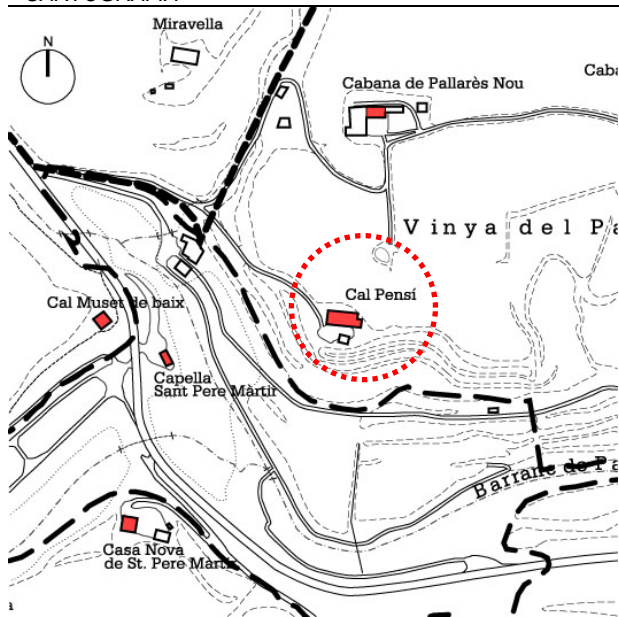 Miravella
N
Cabana de Pallarès Nou
Vinya del Pa
Cal Pensí
Cal Muset de baix
Capella
Sant Pere Màrtir
Barranc de Pa
Casa Nova
de St. Pere Màrtir